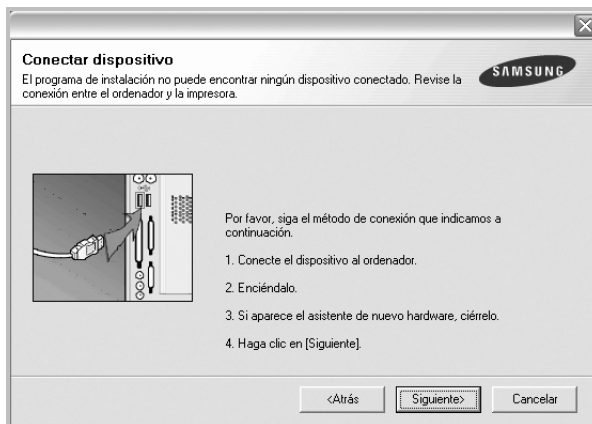 Conectar dispositivo
El programa de instalación no puede encontrar ningún dispositivo conectado. Revise la
conexión entre el ordenador y la impresora.
SAMSUNG
Por favor, siga el método de conexión que indicamos a
continuación.
1. Conecte el dispositivo al ordenador.
2. Enciéndalo.
3. Si aparece el asistente de nuevo hardware, ciérrelo.
4. Haga clic en [Siguiente].
<Atrás
Siguiente>
Cancelar